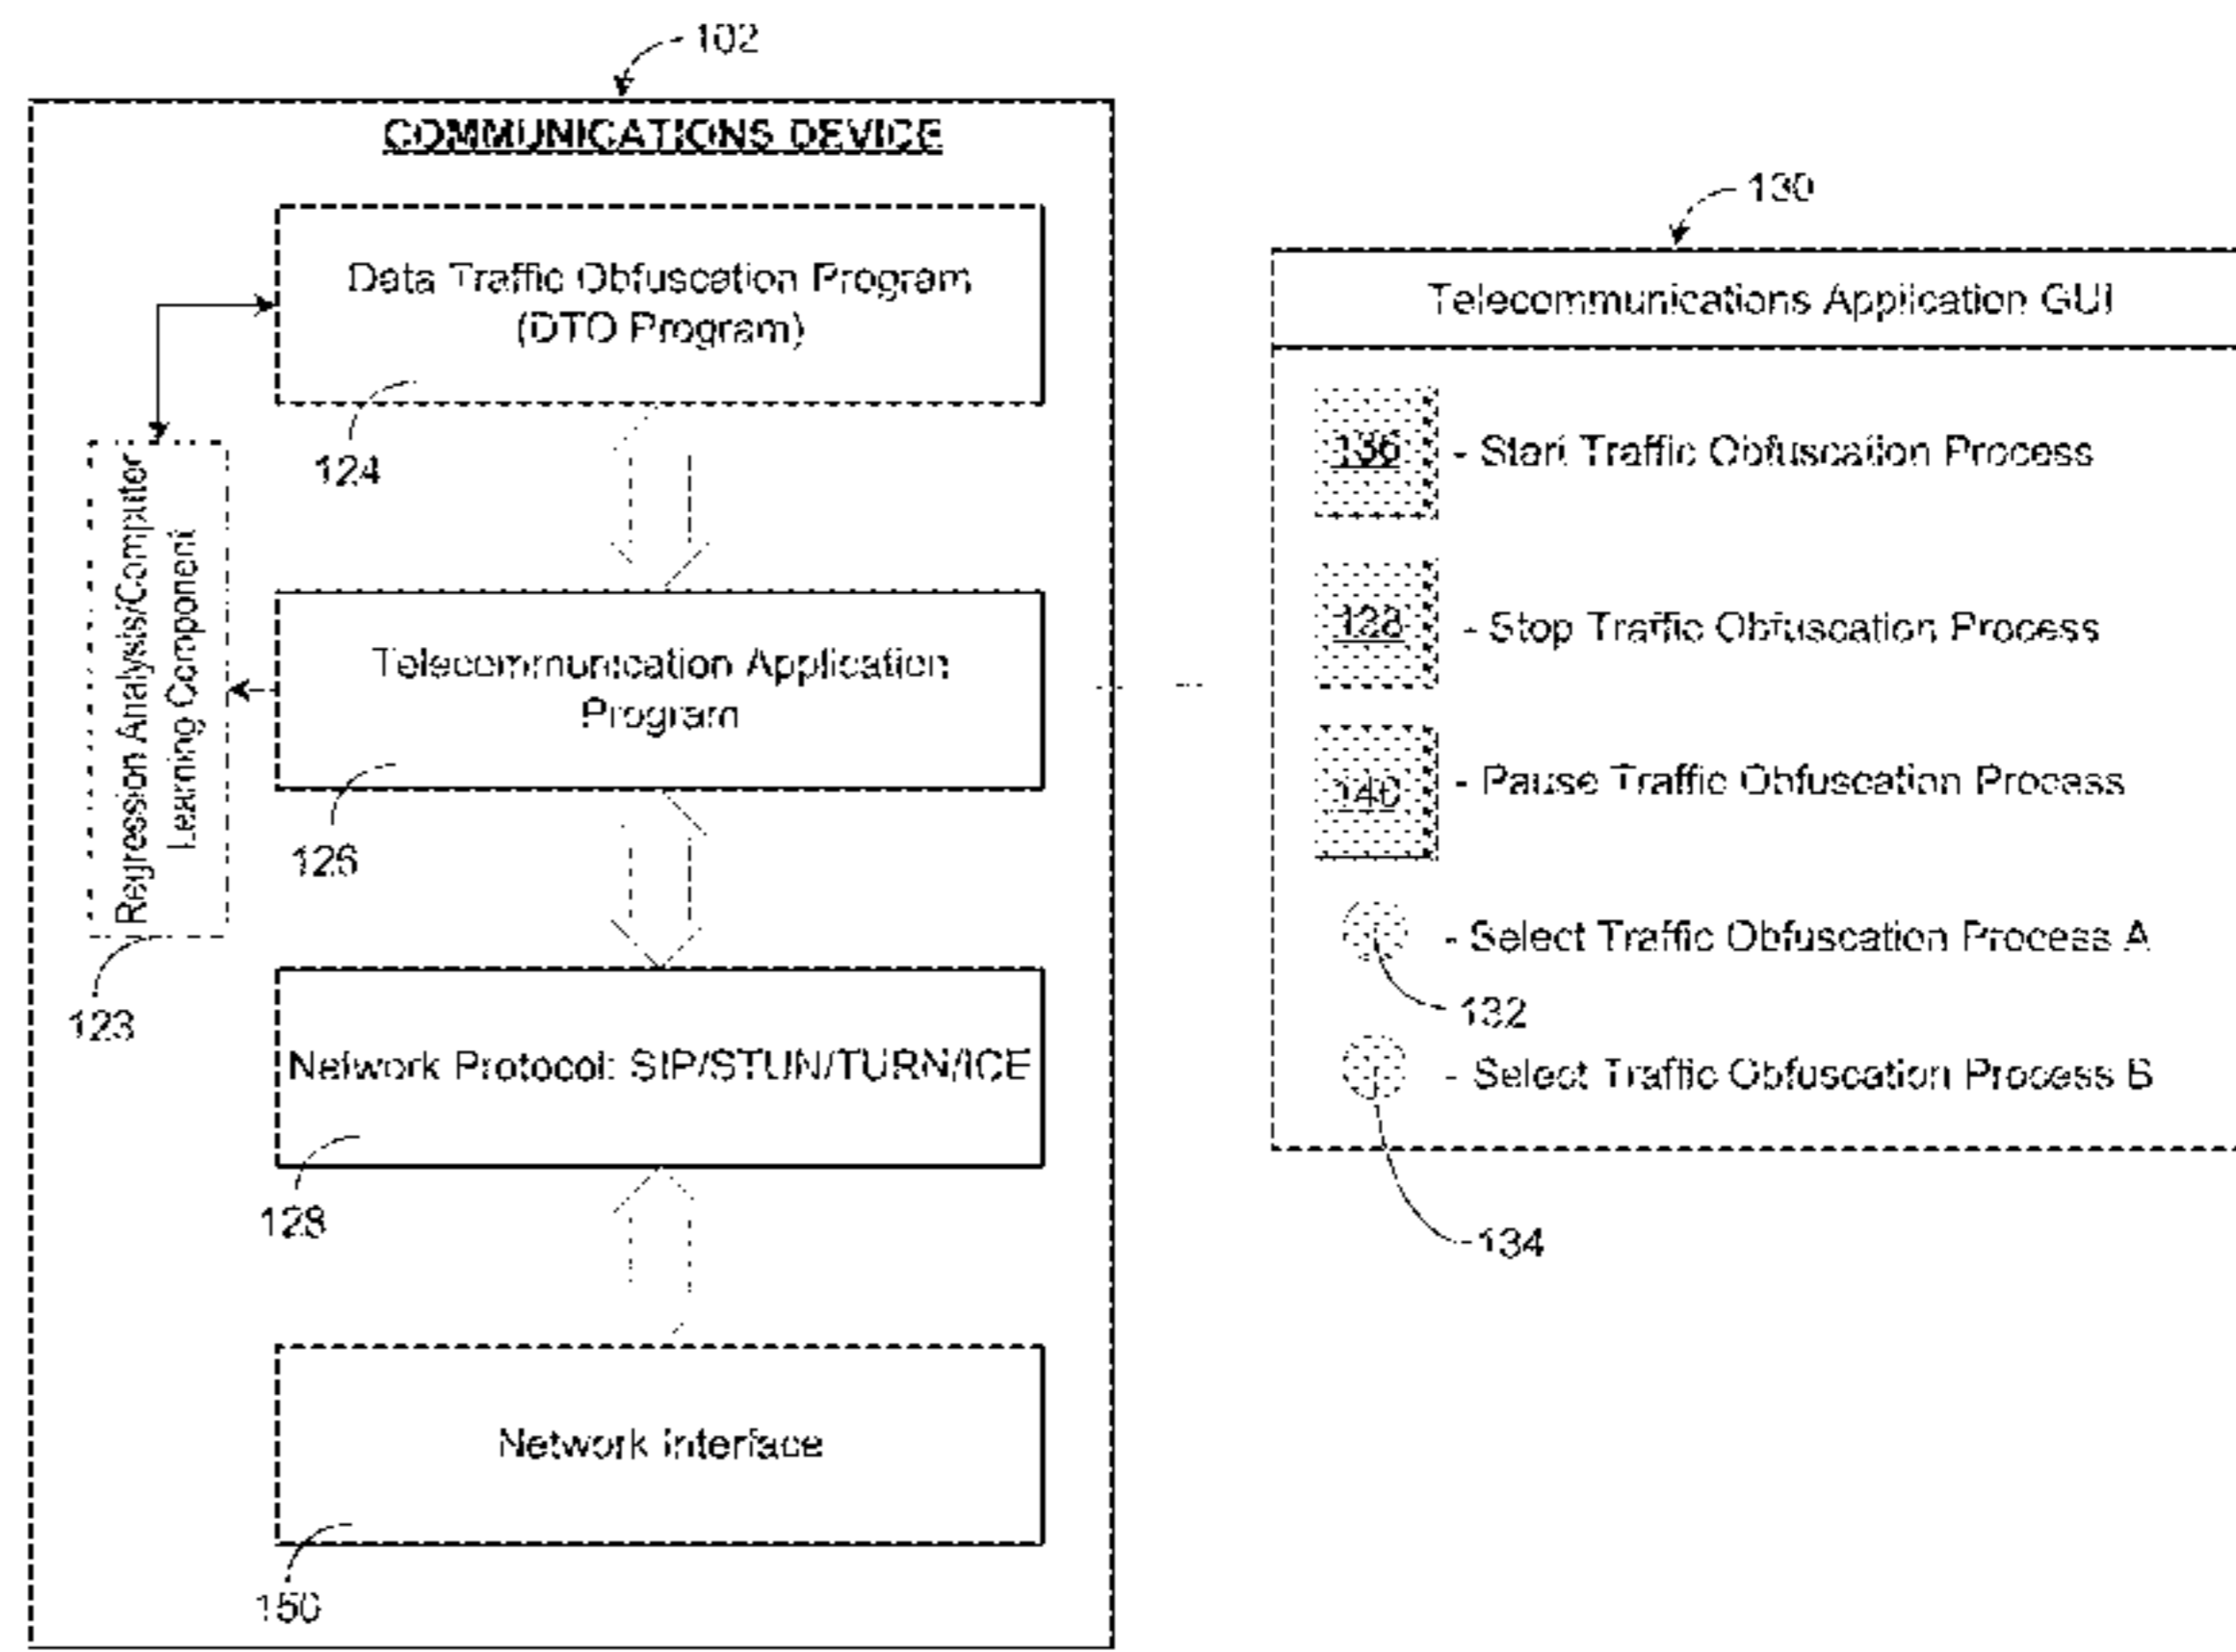 102
COMMUNICATIONS DEVICE
Data Traffic Obfuscation Program
(DTO Program)
124
Regression Analysis/Computer
Learning Component
123
Telecommunication Application
Program
126
Network Protocol: SIP/STUN/TURN/ICE
128
Network Interface
150
130
Telecommunications Application GUI
136 - Start Traffic Obfuscation Process
- Stop Traffic Obfuscation Process
140 - Pause Traffic Obfuscation Process
- Select Traffic Obfuscation Process A
132
- Select Traffic Obfuscation Process B
134